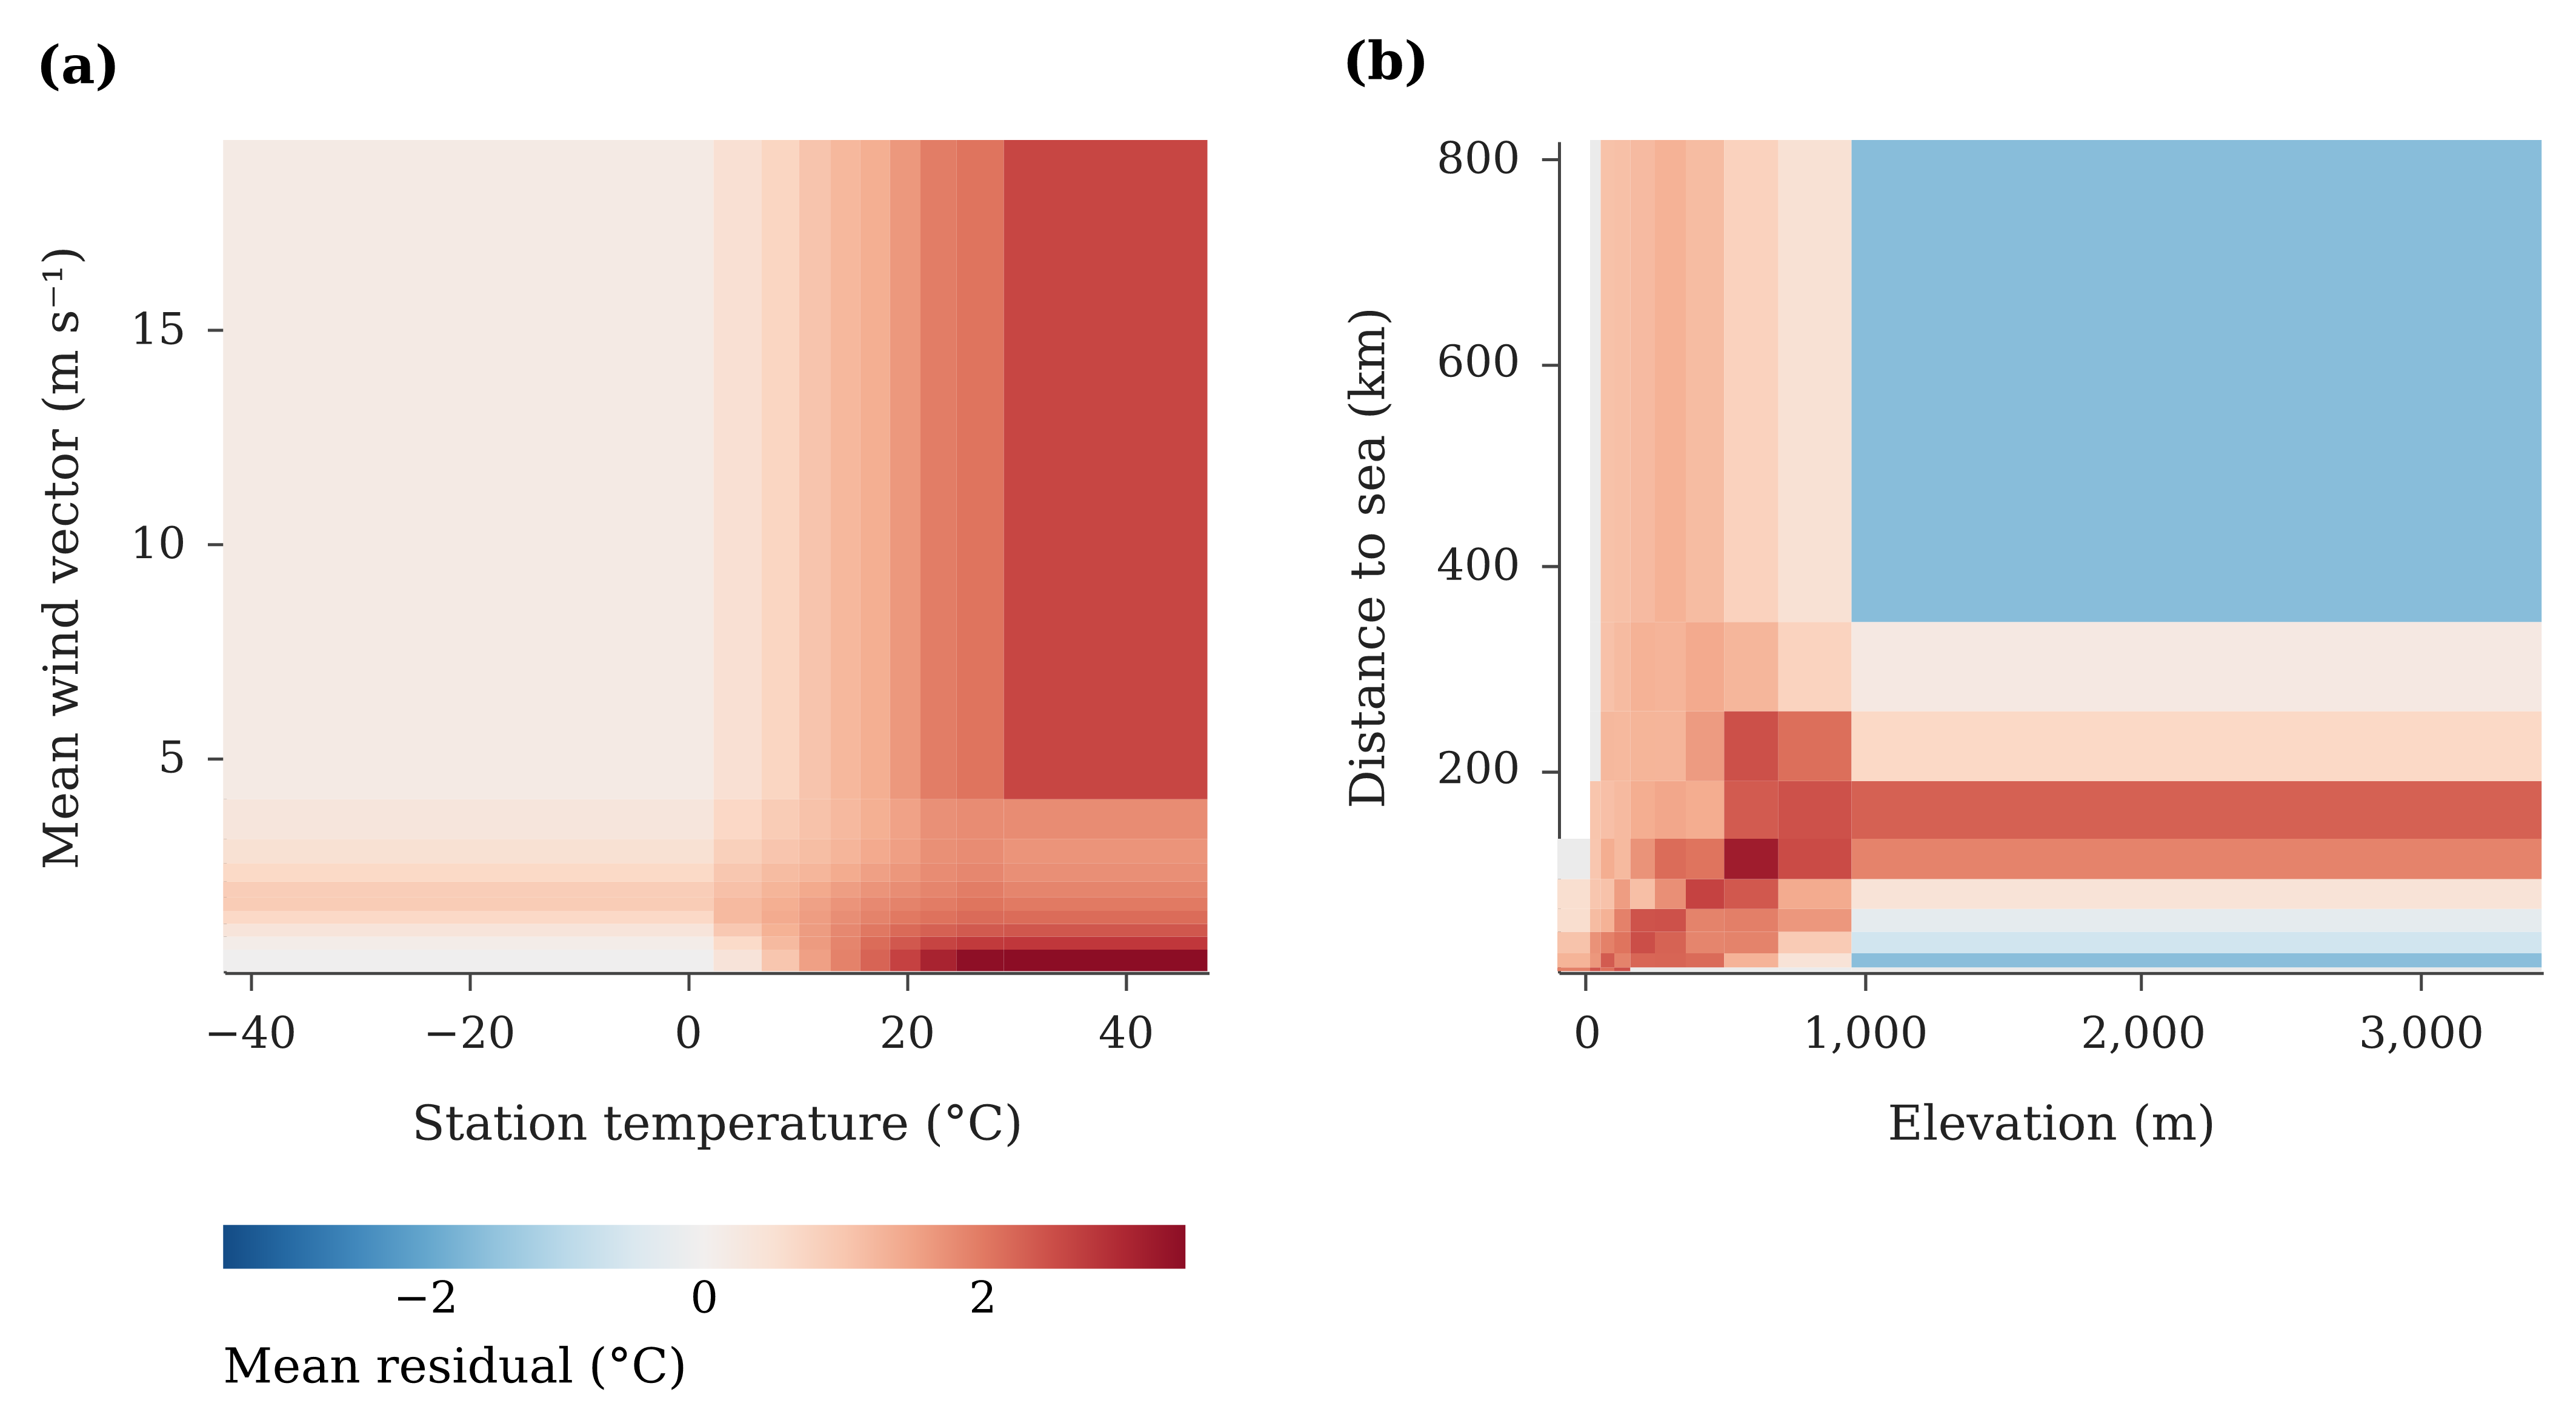 (a)
Mean wind vector (m s⁻¹)
15
10
5
−40 −20 0 20 40
Station temperature (°C)
(b)
Distance to sea (km)
800
600
400
200
0 1,000 2,000 3,000
Elevation (m)
−2 0 2
Mean residual (°C)